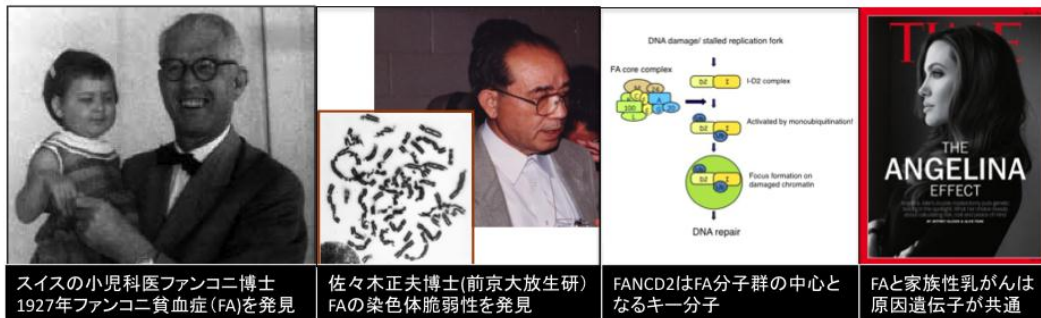 スイスの小児科医ファンコニ博士
1927年ファンコニ貧血症(FA)を発見
佐々木正夫博士(前京大放生研)
FAの染色体脆弱性を発見
DNA damage/ stalled replication fork
FA core complex
D2 I
I-D2 complex
100
Activated by monoubiquitination!
Focus formation on
damaged chromatin
DNA repair
FANCD2はFA分子群の中心と
なるキー分子
TIME
THE
ANGELINA
EFFECT
FAと家族性乳がんは
原因遺伝子が共通